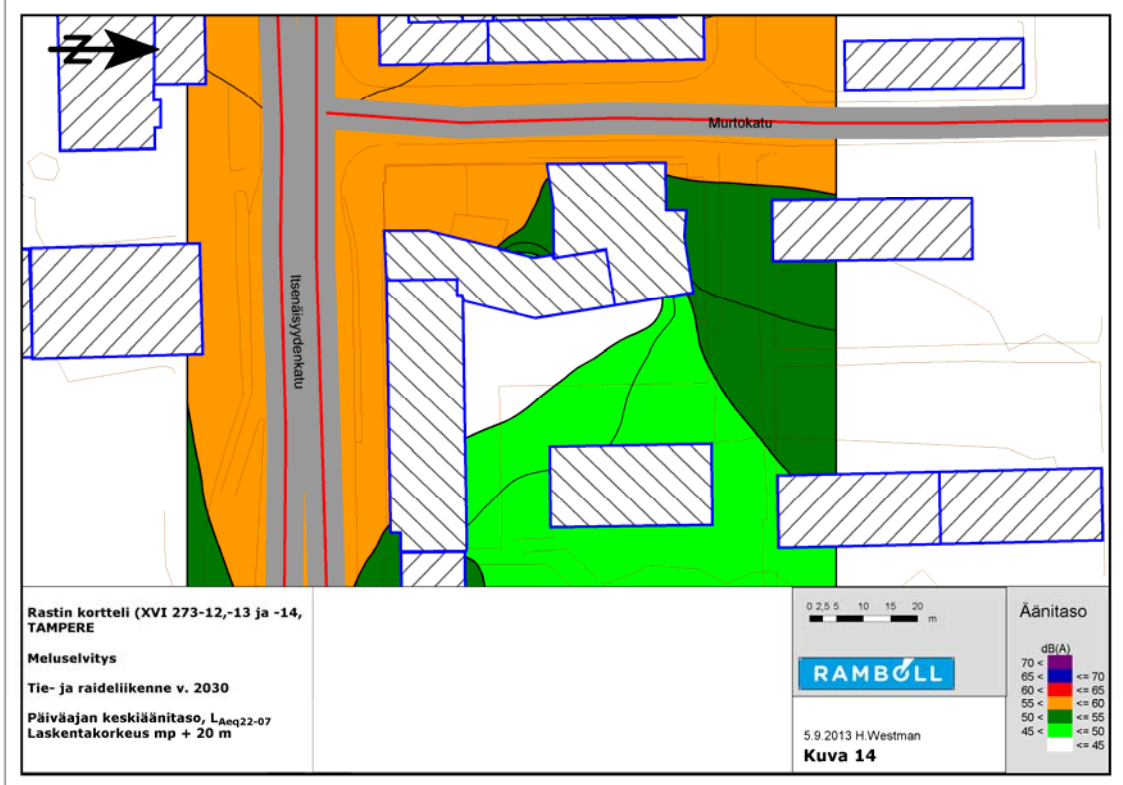 Z
Murtokatu
Itsenäisyydenkatu
Rastin kortteli (XVI 273-12,-13 ja -14,
TAMPERE
Meluselvitys
Tie- ja raideliikenne v. 2030
Päiväajan keskiäänitaso, LAeq22-07
Laskentakorkeus mp + 20 m
0 2,5 5 10 15 20
m
RAMBOLL
5.9.2013 H.Westman
Kuva 14
Äänitaso
dB(A)
70 <
65 < <= 70
60 < <= 65
55 < <= 60
50 < <= 55
45 < <= 50
<= 45